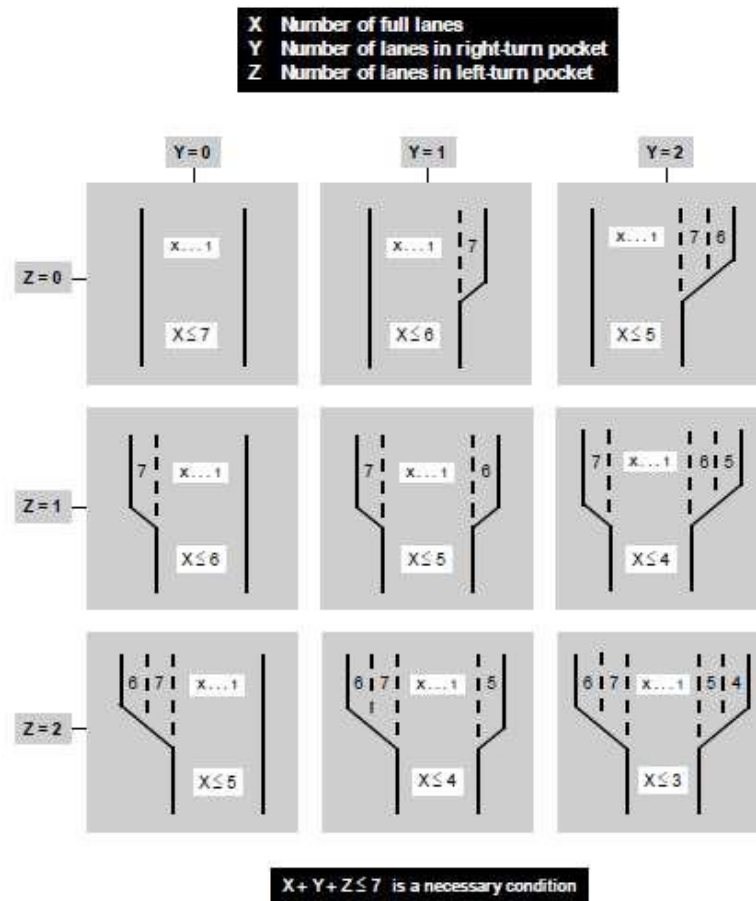 X Number of full lanes
Y Number of lanes in right-turn pocket
Z Number of lanes in left-turn pocket
Y = 0 Y = 1 Y = 2
Z = 0
X . . . 1 X . . . 1 7 X . . . 1 7 6
X ≤ 7 X ≤ 6 X ≤ 5
Z = 1
7 X . . . 1 7 X . . . 1 6 7 X . . . 1 6 5
X ≤ 6 X ≤ 5 X ≤ 4
Z = 2
6 7 X . . . 1 6 7 X . . . 1 5 6 7 X . . . 1 5 4
X ≤ 5 X ≤ 4 X ≤ 3
X + Y + Z ≤ 7 is a necessary condition